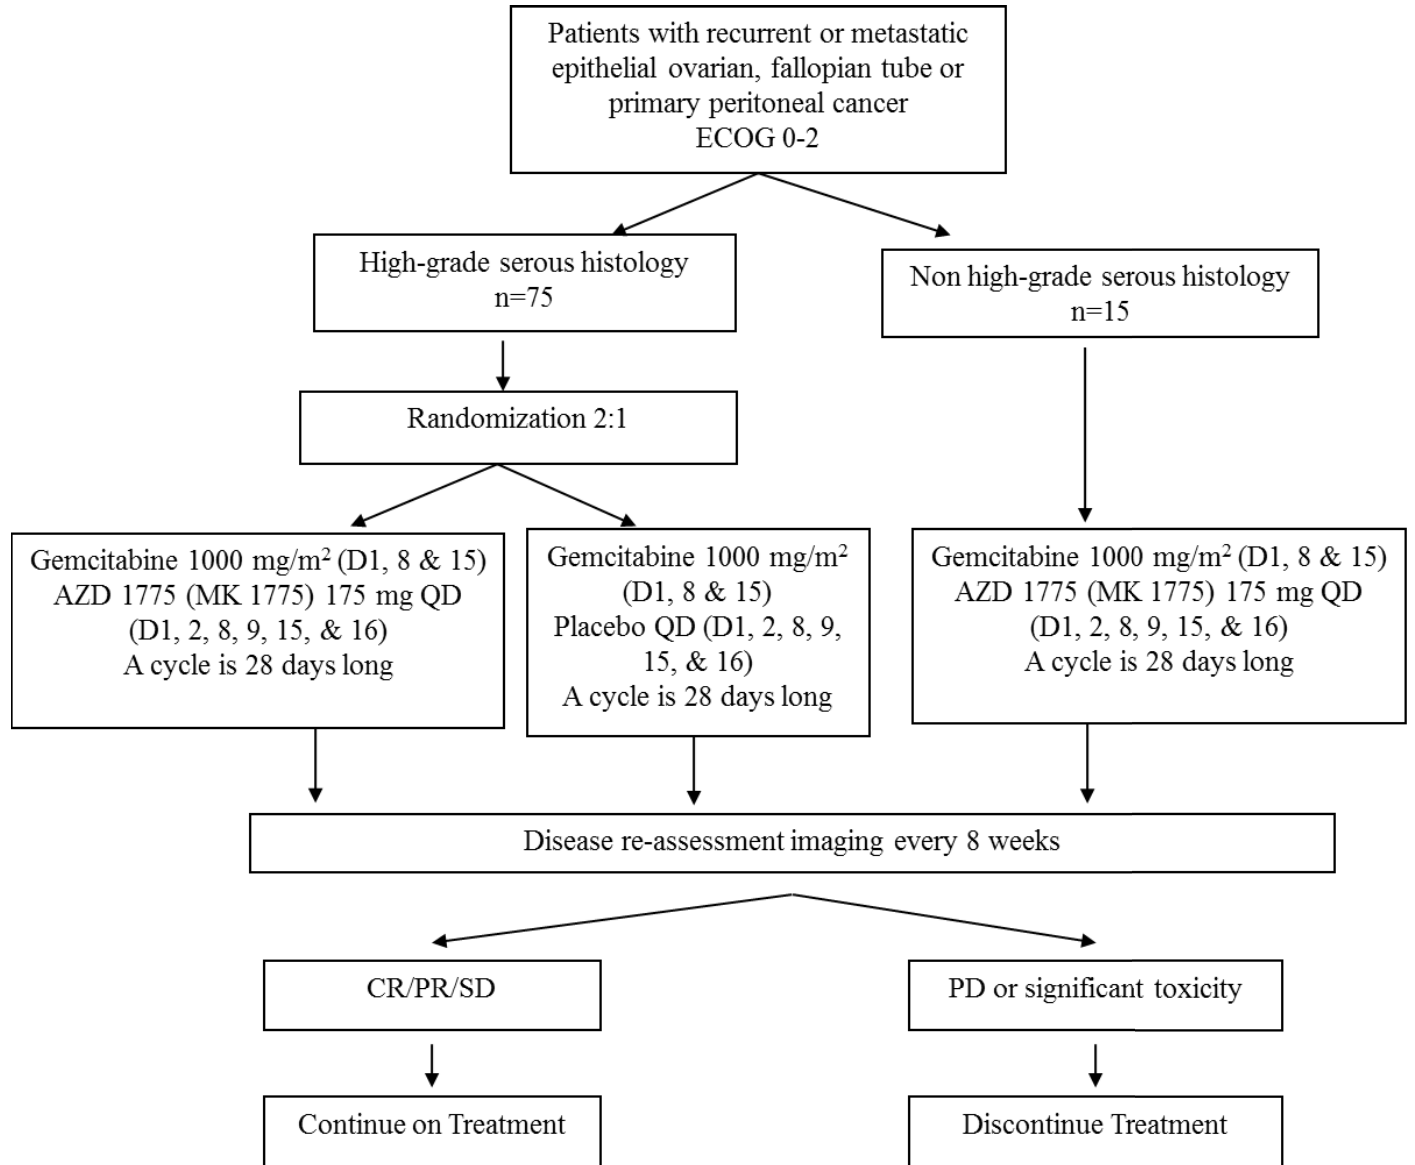 Patients with recurrent or metastatic
epithelial ovarian, fallopian tube or
primary peritoneal cancer
ECOG 0-2
High-grade serous histology
n=75
Non high-grade serous histology
n=15
Randomization 2:1
Gemcitabine 1000 mg/m² (D1, 8 & 15)
AZD 1775 (MK 1775) 175 mg QD
(D1, 2, 8, 9, 15, & 16)
A cycle is 28 days long
Gemcitabine 1000 mg/m²
(D1, 8 & 15)
Placebo QD (D1, 2, 8, 9,
15, & 16)
A cycle is 28 days long
Gemcitabine 1000 mg/m² (D1, 8 & 15)
AZD 1775 (MK 1775) 175 mg QD
(D1, 2, 8, 9, 15, & 16)
A cycle is 28 days long
Disease re-assessment imaging every 8 weeks
CR/PR/SD
PD or significant toxicity
Continue on Treatment
Discontinue Treatment